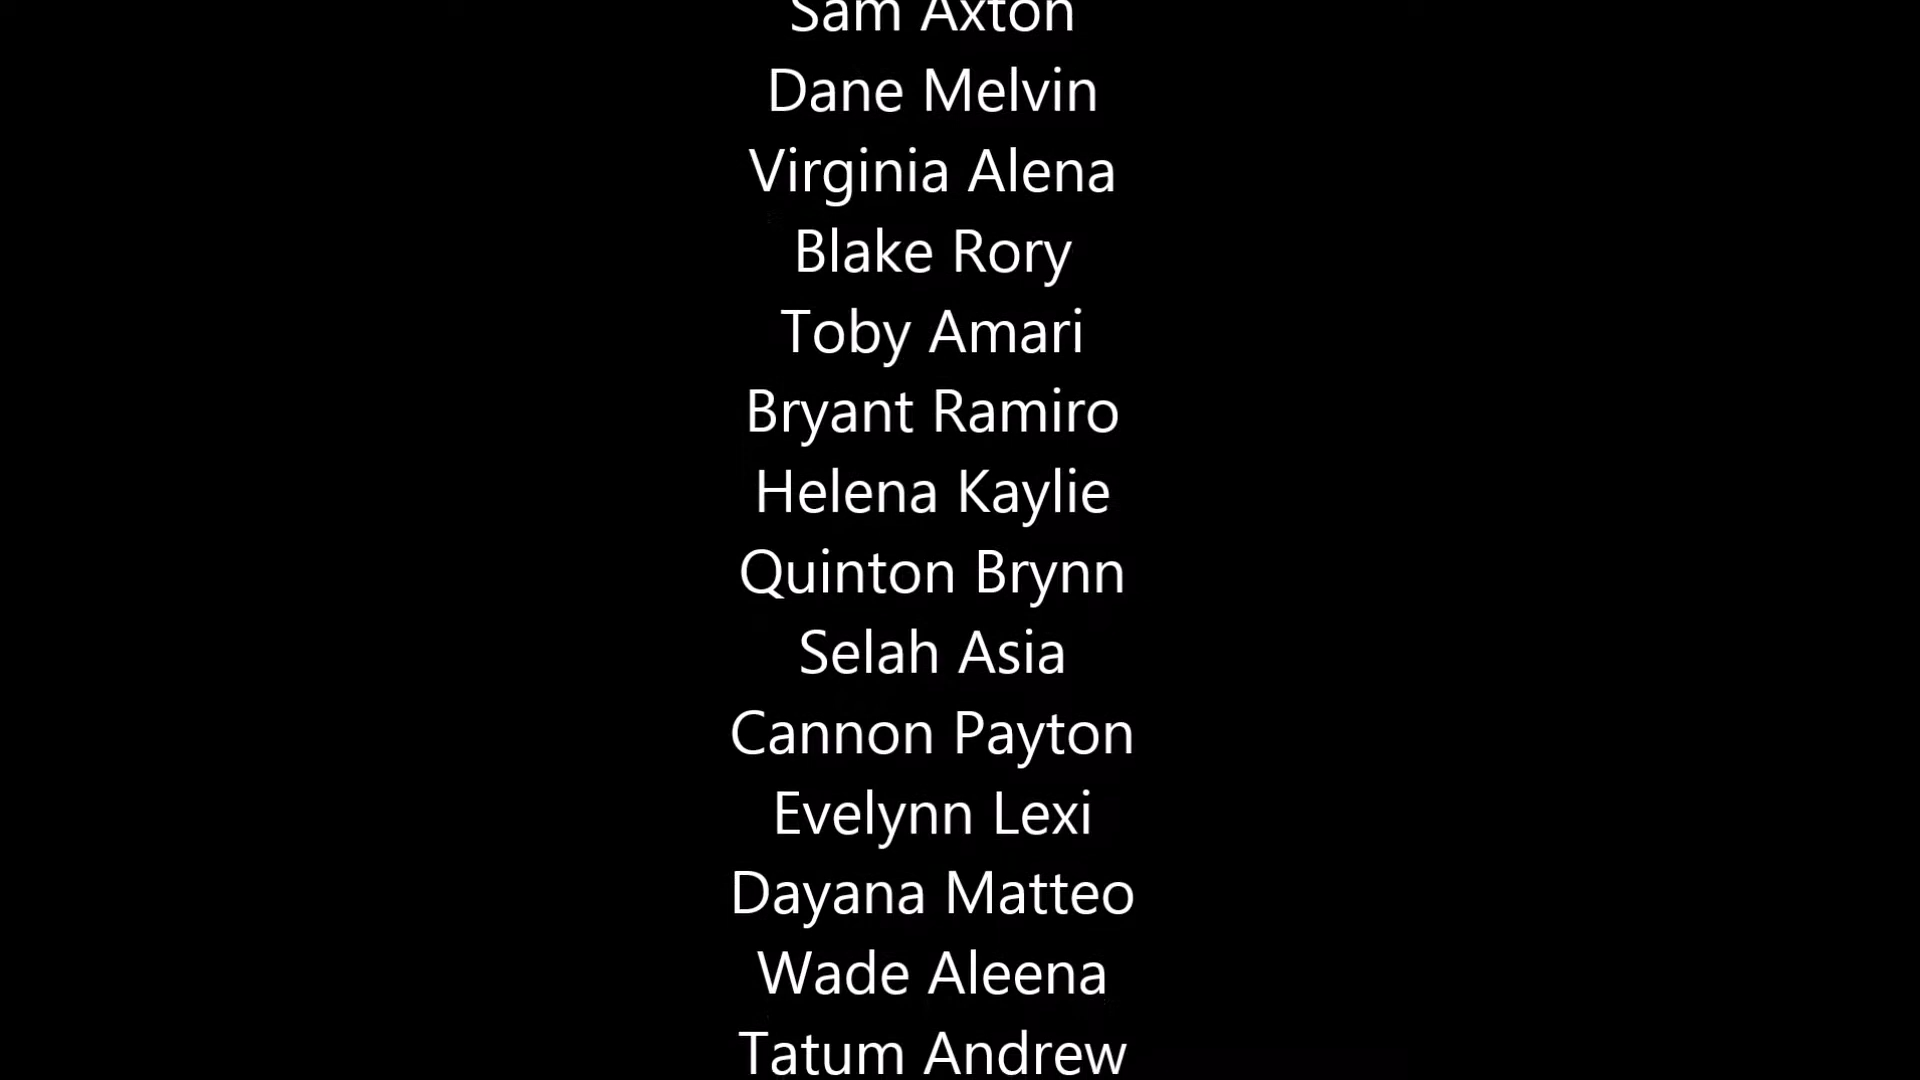 Sam Axton
Dane Melvin
Virginia Alena
Blake Rory
Toby Amari
Bryant Ramiro
Helena Kaylie
Quinton Brynn
Selah Asia
Cannon Payton
Evelynn Lexi
Dayana Matteo
Wade Aleena
Tatum Andrew